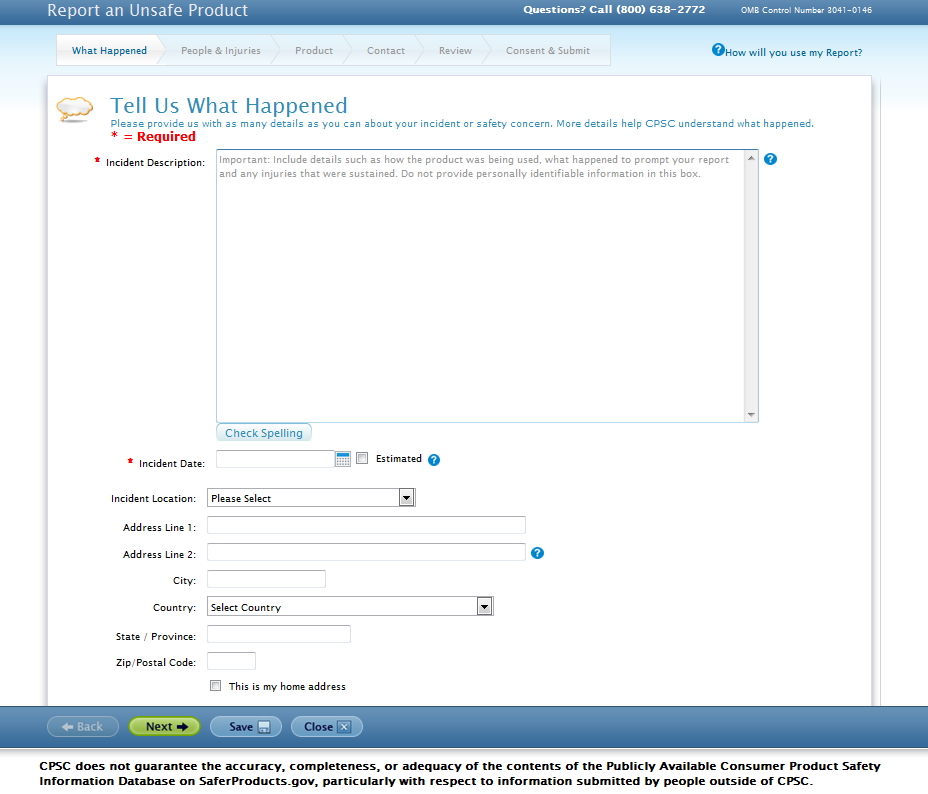 Report an Unsafe Product
Questions? Call (800) 638-2772
OMB Control Number 3041-0146
What Happened
People & Injuries
Product
Contact
Review
Consent & Submit
?How will you use my Report?
Tell Us What Happened
Please provide us with as many details as you can about your incident or safety concern. More details help CPSC understand what happened.
* = Required
* Incident Description:
Important: Include details such as how the product was being used, what happened to prompt your report
and any injuries that were sustained. Do not provide personally identifiable information in this box.
?
Check Spelling
* Incident Date:
Estimated ?
Incident Location: Please Select
Address Line 1:
Address Line 2: ?
City:
Country: Select Country
State / Province:
Zip/Postal Code:
This is my home address
Back
Next
Save
Close
CPSC does not guarantee the accuracy, completeness, or adequacy of the contents of the Publicly Available Consumer Product Safety
Information Database on SaferProducts.gov, particularly with respect to information submitted by people outside of CPSC.